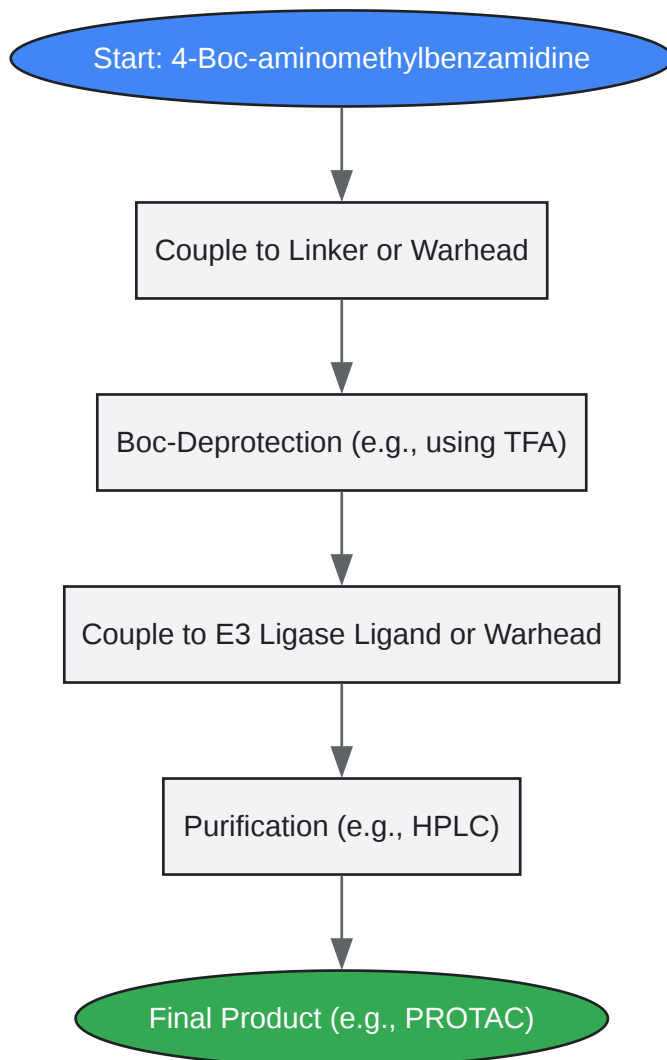 Start: 4-Boc-aminomethylbenzamidine
Couple to Linker or Warhead
Boc-Deprotection (e.g., using TFA)
Couple to E3 Ligase Ligand or Warhead
Purification (e.g., HPLC)
Final Product (e.g., PROTAC)